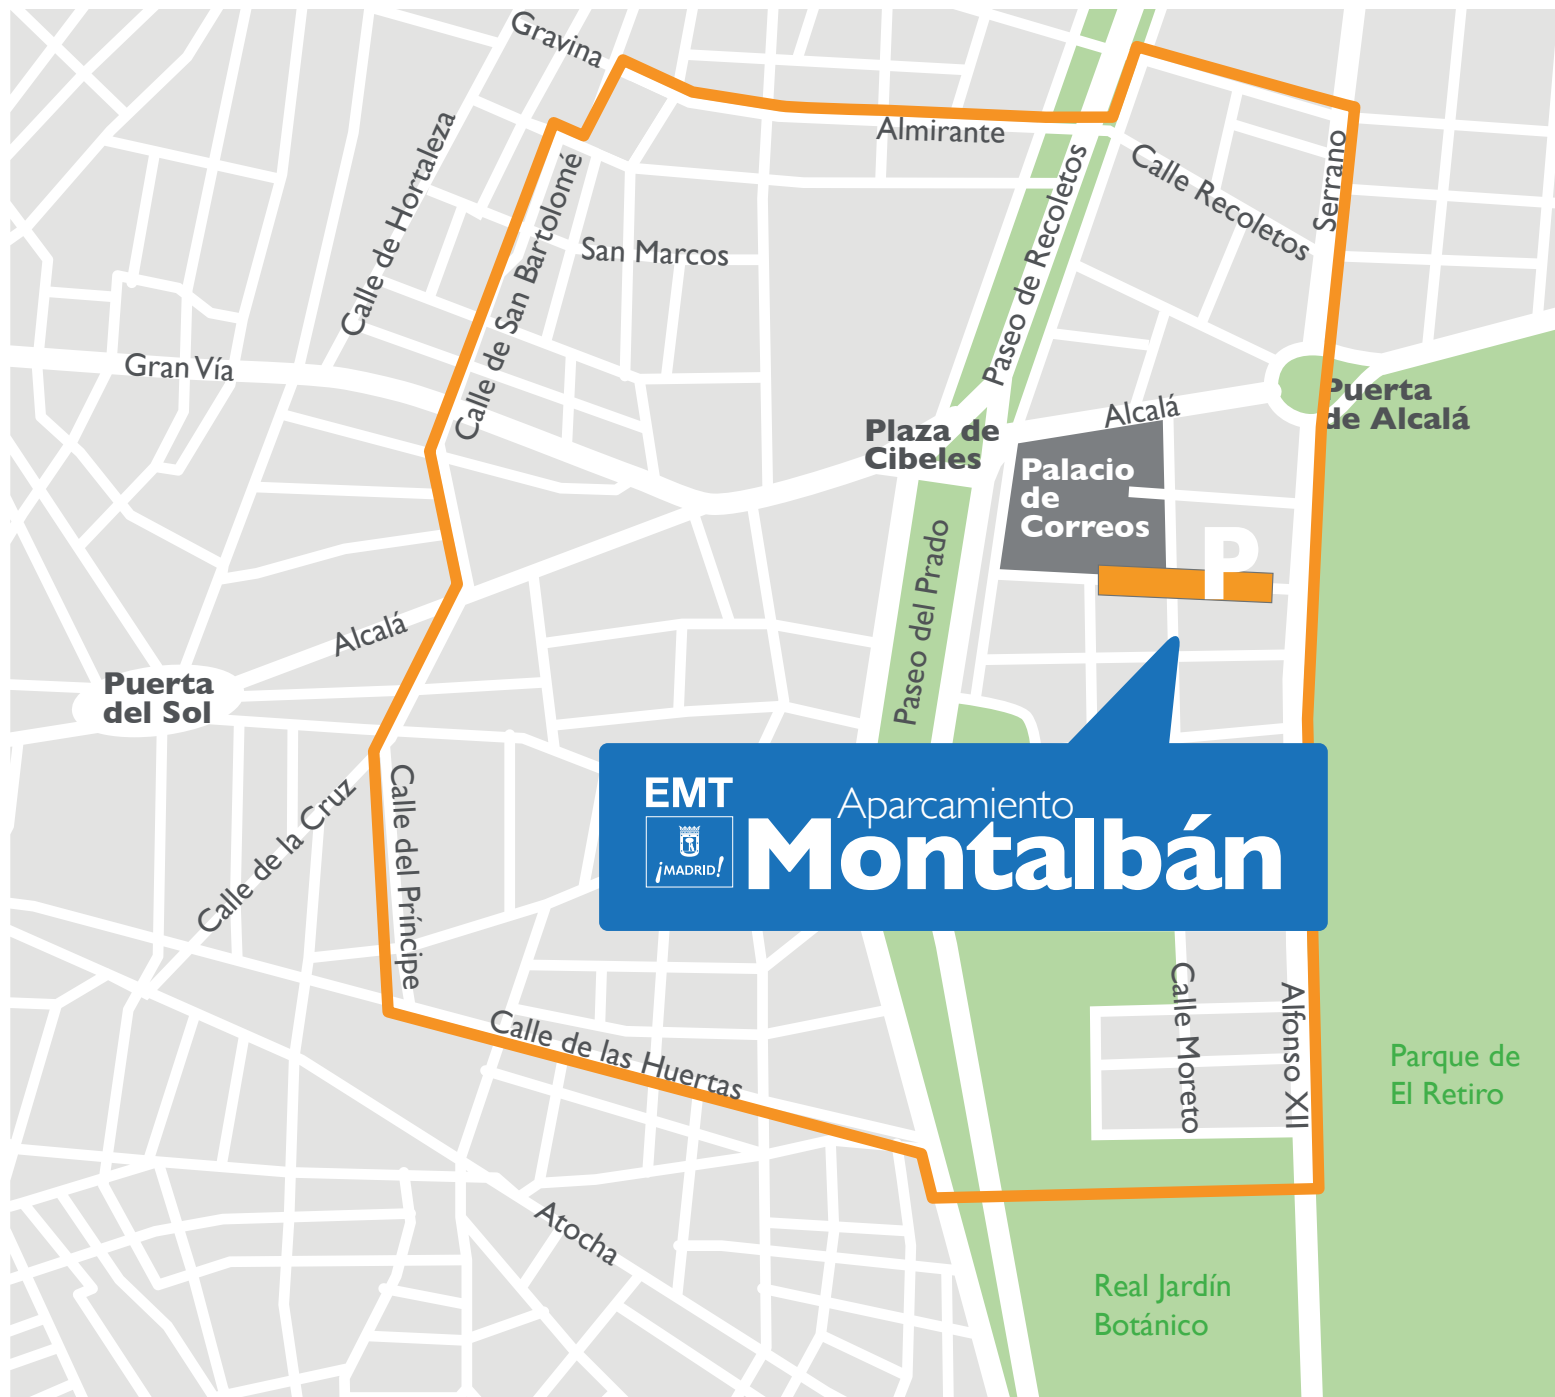 Gravina
Almirante
Calle de Hortaleza
Calle de San Bartolomé
San Marcos
Paseo de Recoletos
Calle Recoletos
Serrano
Gran Vía
Alcalá
Puerta
de Alcalá
Plaza de
Cibeles
Palacio
de
Correos
P
Paseo del Prado
Alcalá
Puerta
del Sol
Calle de la Cruz
Calle del Príncipe
EMT
¡MADRID!
Aparcamiento
Montalbán
Calle de las Huertas
Calle Moreto
Alfonso XII
Parque de
El Retiro
Atocha
Real Jardín
Botánico